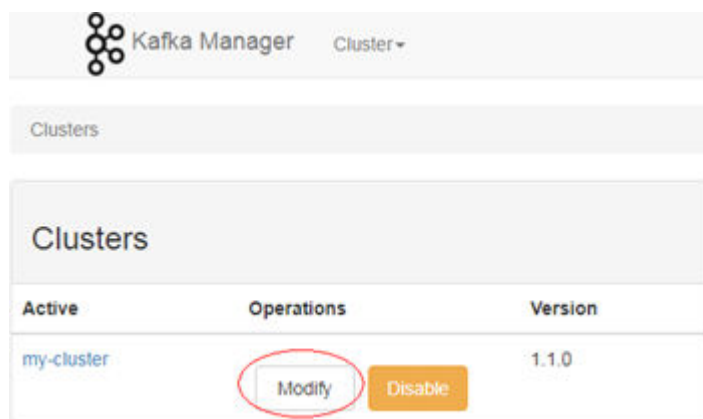 Kafka Manager Cluster
Clusters
Clusters
Active Operations Version
my-cluster Modify Disable 1.1.0